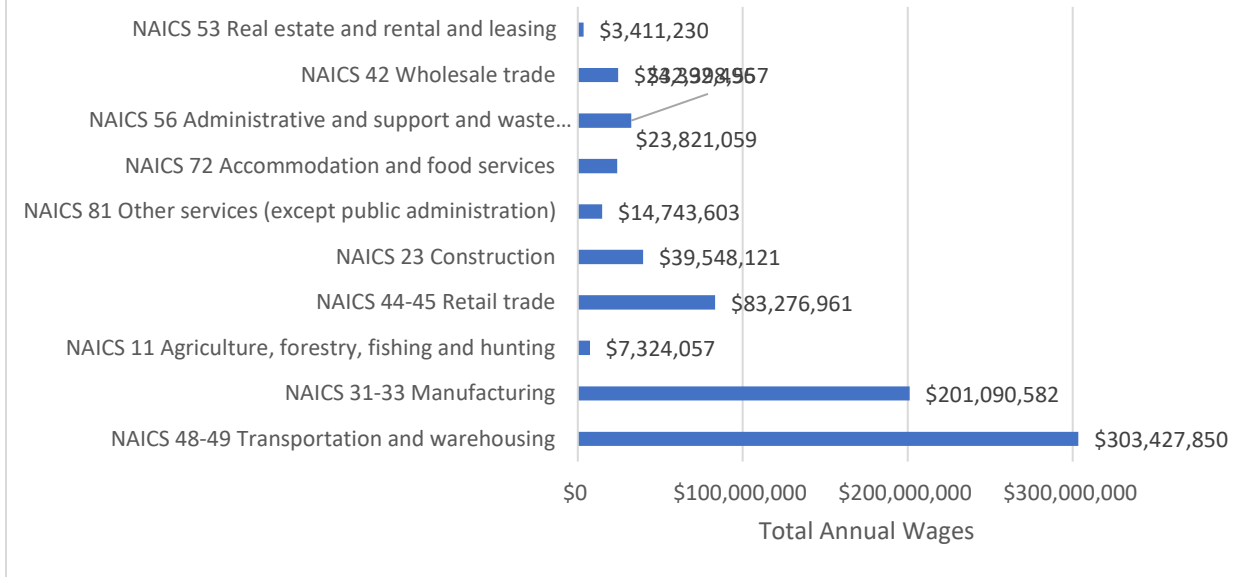 NAICS 53 Real estate and rental and leasing
$3,411,230
NAICS 42 Wholesale trade
NAICS 56 Administrative and support and waste...
$23,821,059
NAICS 72 Accommodation and food services
NAICS 81 Other services (except public administration)
$14,743,603
NAICS 23 Construction
$39,548,121
NAICS 44-45 Retail trade
$83,276,961
NAICS 11 Agriculture, forestry, fishing and hunting
$7,324,057
NAICS 31-33 Manufacturing
$201,090,582
NAICS 48-49 Transportation and warehousing
$303,427,850
$0 $100,000,000 $200,000,000 $300,000,000
Total Annual Wages